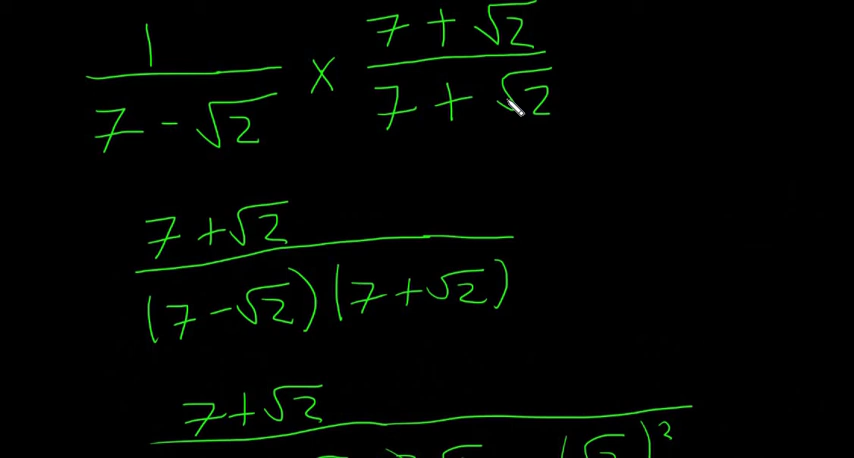 1/(7 - √2) × (7 + √2)/(7 + √2)
(7 + √2)/((7 - √2)(7 + √2))
7 + √2